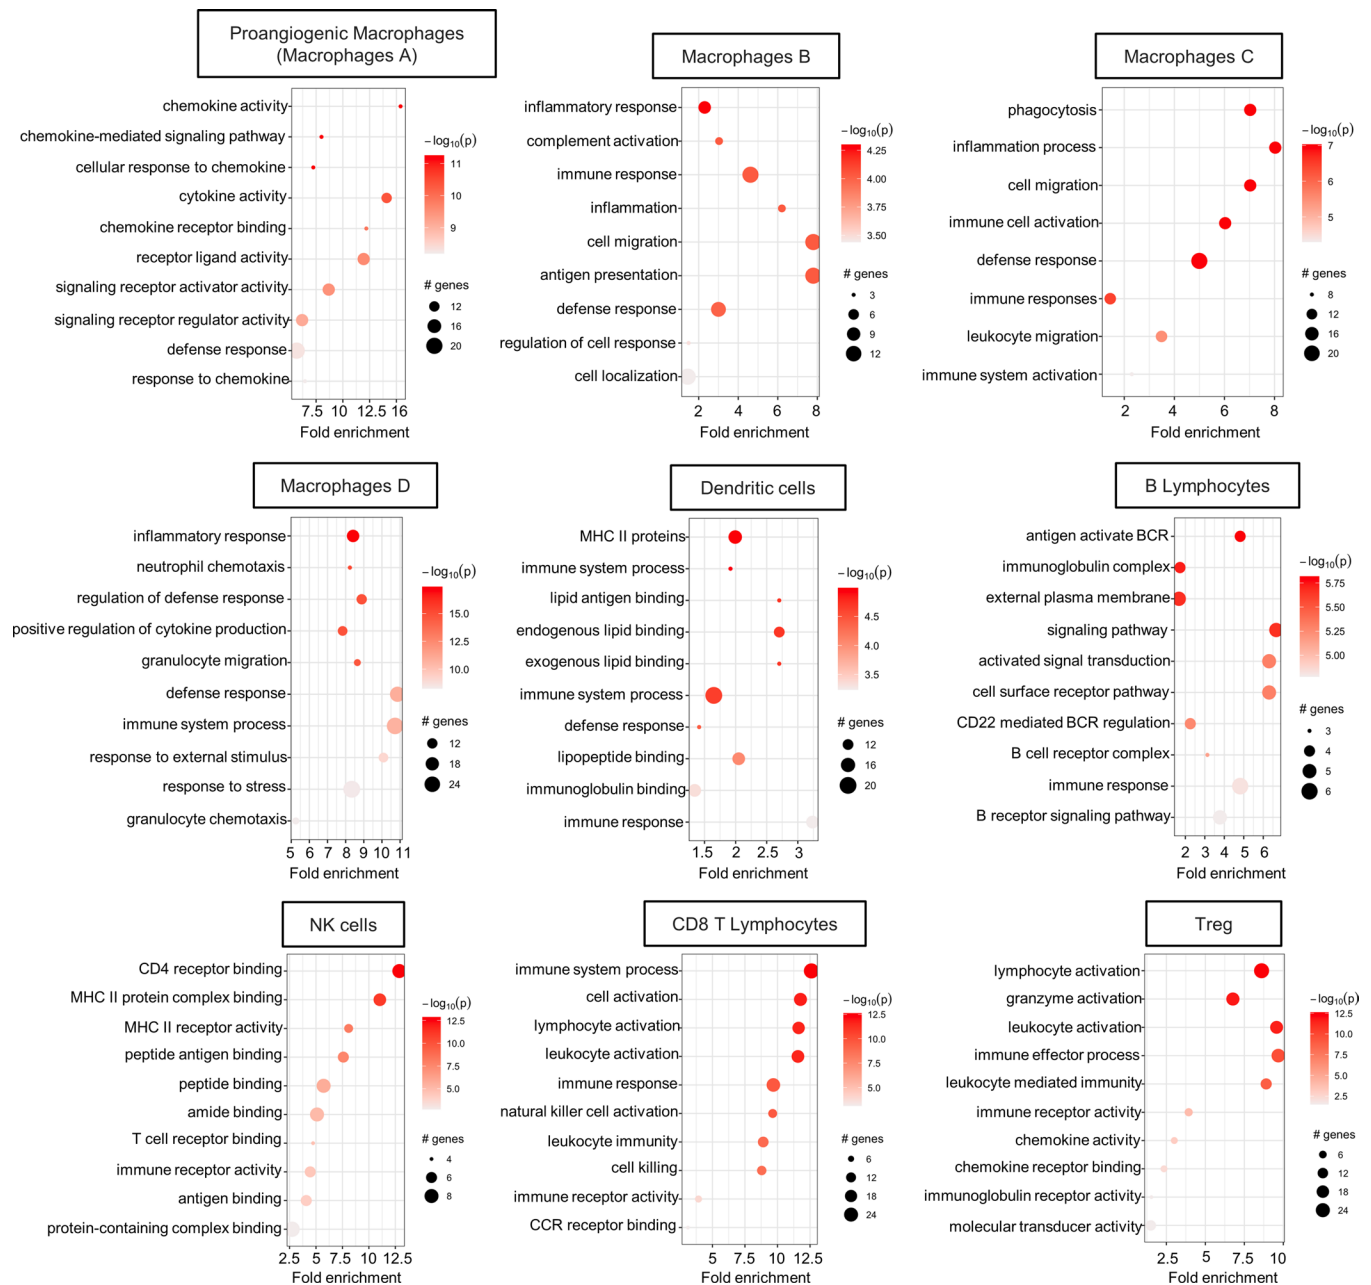 Proangiogenic Macrophages
(Macrophages A)
chemokine activity
chemokine-mediated signaling pathway
cellular response to chemokine
cytokine activity
chemokine receptor binding
receptor ligand activity
signaling receptor activator activity
signaling receptor regulator activity
defense response
response to chemokine
7.5 10 12.5 16
Fold enrichment
−log10(p)
11
10
9
# genes
12
16
20
Macrophages B
inflammatory response
complement activation
immune response
inflammation
cell migration
antigen presentation
defense response
regulation of cell response
cell localization
2 4 6 8
Fold enrichment
−log10(p)
4.25
4.00
3.75
3.50
# genes
3
6
9
12
Macrophages C
phagocytosis
inflammation process
cell migration
immune cell activation
defense response
immune responses
leukocyte migration
immune system activation
2 4 6 8
Fold enrichment
−log10(p)
7
6
5
# genes
8
12
16
20
Macrophages D
inflammatory response
neutrophil chemotaxis
regulation of defense response
positive regulation of cytokine production
granulocyte migration
defense response
immune system process
response to external stimulus
response to stress
granulocyte chemotaxis
5 6 7 8 9 10 11
Fold enrichment
−log10(p)
15.0
12.5
10.0
# genes
12
18
24
Dendritic cells
MHC II proteins
immune system process
lipid antigen binding
endogenous lipid binding
exogenous lipid binding
immune system process
defense response
lipopeptide binding
immunoglobulin binding
immune response
1.5 2 2.5 3
Fold enrichment
−log10(p)
4.5
4.0
3.5
# genes
12
16
20
B Lymphocytes
antigen activate BCR
immunoglobulin complex
external plasma membrane
signaling pathway
activated signal transduction
cell surface receptor pathway
CD22 mediated BCR regulation
B cell receptor complex
immune response
B receptor signaling pathway
2 3 4 5 6
Fold enrichment
−log10(p)
5.75
5.50
5.25
5.00
# genes
3
4
5
6
NK cells
CD4 receptor binding
MHC II protein complex binding
MHC II receptor activity
peptide antigen binding
peptide binding
amide binding
T cell receptor binding
immune receptor activity
antigen binding
protein-containing complex binding
2.5 5 7.5 10 12.5
Fold enrichment
−log10(p)
12.5
10.0
7.5
5.0
# genes
4
6
8
CD8 T Lymphocytes
immune system process
cell activation
lymphocyte activation
leukocyte activation
immune response
natural killer cell activation
leukocyte immunity
cell killing
immune receptor activity
CCR receptor binding
5 7.5 10 12.5
Fold enrichment
−log10(p)
12.5
10.0
7.5
5.0
# genes
6
12
18
24
Treg
lymphocyte activation
granzyme activation
leukocyte activation
immune effector process
leukocyte mediated immunity
immune receptor activity
chemokine activity
chemokine receptor binding
immunoglobulin receptor activity
molecular transducer activity
2.5 5 7.5 10
Fold enrichment
−log10(p)
12.5
10.0
7.5
5.0
2.5
# genes
6
12
18
24